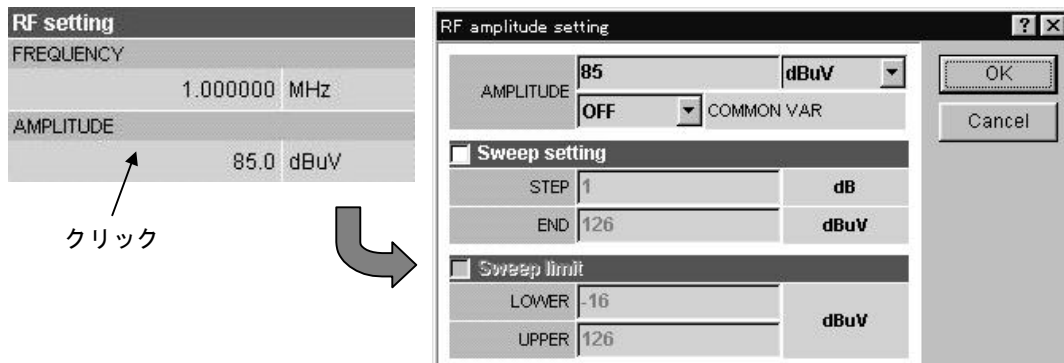 RF setting
FREQUENCY
1.000000 MHz
AMPLITUDE
85.0 dBuV
クリック
RF amplitude setting
AMPLITUDE 85 dBuV
OFF COMMON VAR
OK
Cancel
Sweep setting
STEP 1 dB
END 126 dBuV
Sweep limit
LOWER -16
dBuV
UPPER 126